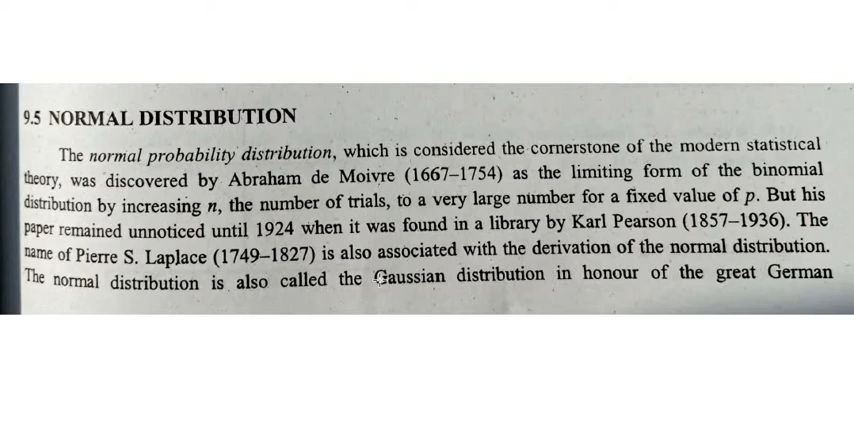 9.5 NORMAL DISTRIBUTION
The normal probability distribution, which is considered the cornerstone of the modern statistical
theory, was discovered by Abraham de Moivre (1667–1754) as the limiting form of the binomial
distribution by increasing n, the number of trials, to a very large number for a fixed value of p. But his
paper remained unnoticed until 1924 when it was found in a library by Karl Pearson (1857–1936). The
name of Pierre S. Laplace (1749–1827) is also associated with the derivation of the normal distribution.
The normal distribution is also called the Gaussian distribution in honour of the great German